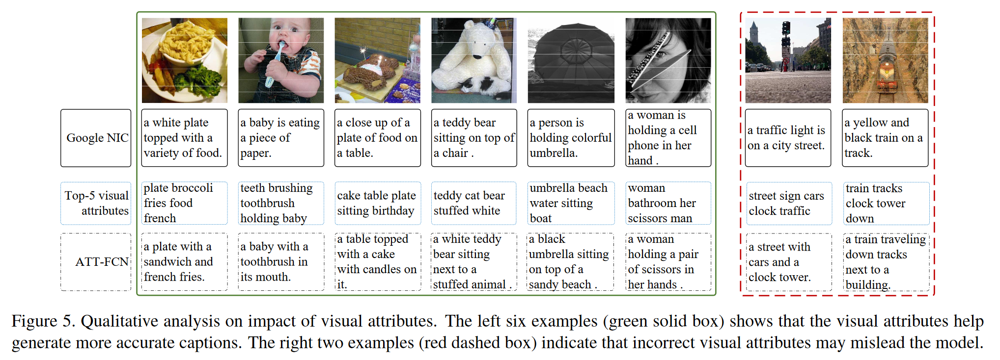 Google NIC
a white plate
topped with a
variety of food.
a baby is eating
a piece of
paper.
a close up of a
plate of food on
a table.
a teddy bear
sitting on top of
a chair .
a person is
holding colorful
umbrella.
a woman is
holding a cell
phone in her
hand .
a traffic light is
on a city street.
a yellow and
black train on a
track.
Top-5 visual
attributes
plate broccoli
fries food
french
teeth brushing
toothbrush
holding baby
cake table plate
sitting birthday
teddy cat bear
stuffed white
umbrella beach
water sitting
boat
woman
bathroom her
scissors man
street sign cars
clock traffic
train tracks
clock tower
down
ATT-FCN
a plate with a
sandwich and
french fries.
a baby with a
toothbrush in
its mouth.
a table topped
with a cake
with candles on
it.
a white teddy
bear sitting
next to a
stuffed animal .
a black
umbrella sitting
on top of a
sandy beach .
a woman
holding a pair
of scissors in
her hands .
a street with
cars and a
clock tower.
a train traveling
down tracks
next to a
building.
Figure 5. Qualitative analysis on impact of visual attributes. The left six examples (green solid box) shows that the visual attributes help
generate more accurate captions. The right two examples (red dashed box) indicate that incorrect visual attributes may mislead the model.